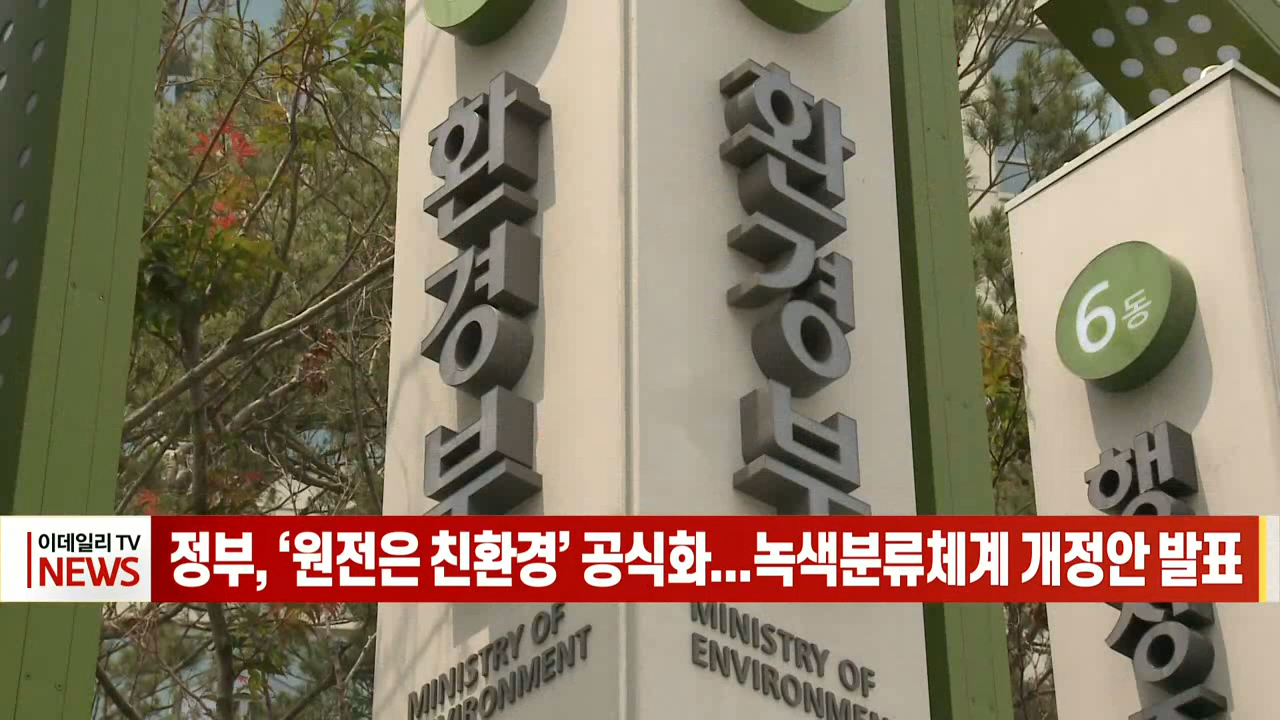 환경부
환경부
6동
행
이데일리 TV
NEWS
정부, ‘원전은 친환경’ 공식화...녹색분류체계 개정안 발표
MINISTRY OF
ENVIRONMENT
MINISTRY OF
ENVIRONMENT